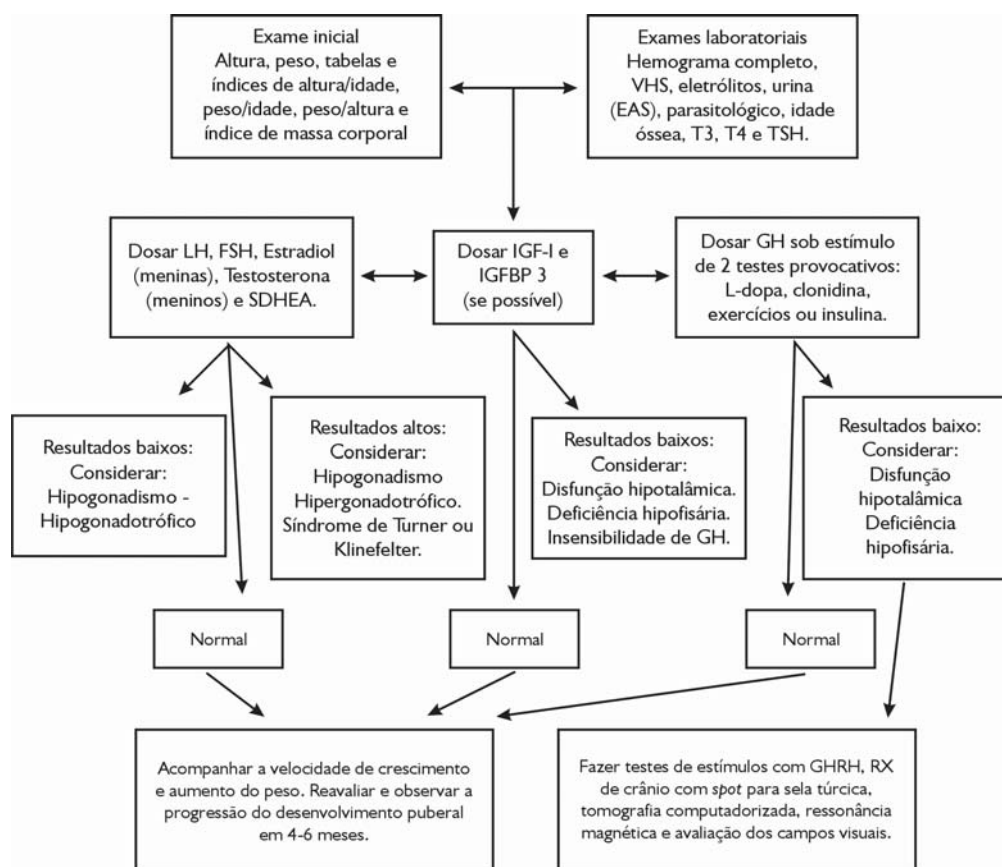 Exame inicial
Altura, peso, tabelas e
índices de altura/idade,
peso/idade, peso/altura e
índice de massa corporal
Exames laboratoriais
Hemograma completo,
VHS, eletrólitos, urina
(EAS), parasitológico, idade
óssea, T3, T4 e TSH.
Dosar LH, FSH, Estradiol
(meninas), Testosterona
(meninos) e SDHEA.
Dosar IGF-I e
IGFBP 3
(se possível)
Dosar GH sob estímulo
de 2 testes provocativos:
L-dopa, clonidina,
exercícios ou insulina.
Resultados baixos:
Considerar:
Hipogonadismo -
Hipogonadotrófico
Resultados altos:
Considerar:
Hipogonadismo
Hipergonadotrófico.
Síndrome de Turner ou
Klinefelter.
Resultados baixos:
Considerar:
Disfunção hipotalâmica.
Deficiência hipofisária.
Insensibilidade de GH.
Resultados baixo:
Considerar:
Disfunção
hipotalâmica
Deficiência
hipofisária.
Normal
Normal
Normal
Acompanhar a velocidade de crescimento
e aumento do peso. Reavaliar e observar a
progressão do desenvolvimento puberal
em 4-6 meses.
Fazer testes de estímulos com GHRH, RX
de crânio com spot para sela túrcica,
tomografia computadorizada, ressonância
magnética e avaliação dos campos visuais.